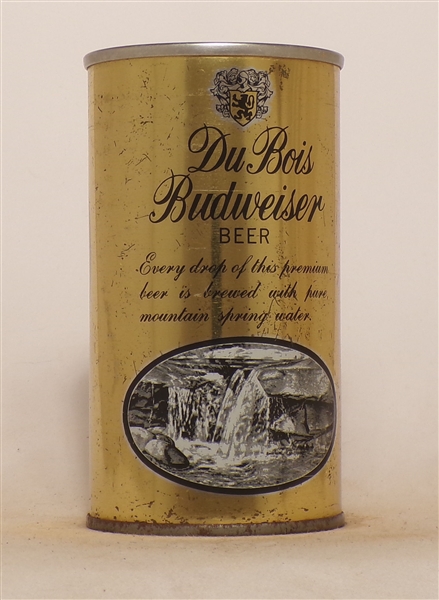 Du Bois
Budweiser
BEER
Every drop of this premium
beer is brewed with pure
mountain spring water.